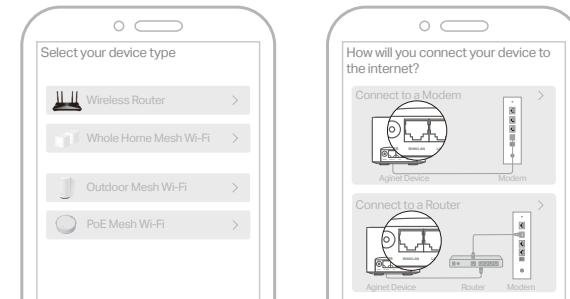 Select your device type
Wireless Router
Whole Home Mesh Wi-Fi
Outdoor Mesh Wi-Fi
PoE Mesh Wi-Fi
How will you connect your device to
the internet?
Connect to a Modem
Aginet Device
Modem
Connect to a Router
Aginet Device
Router
Modem